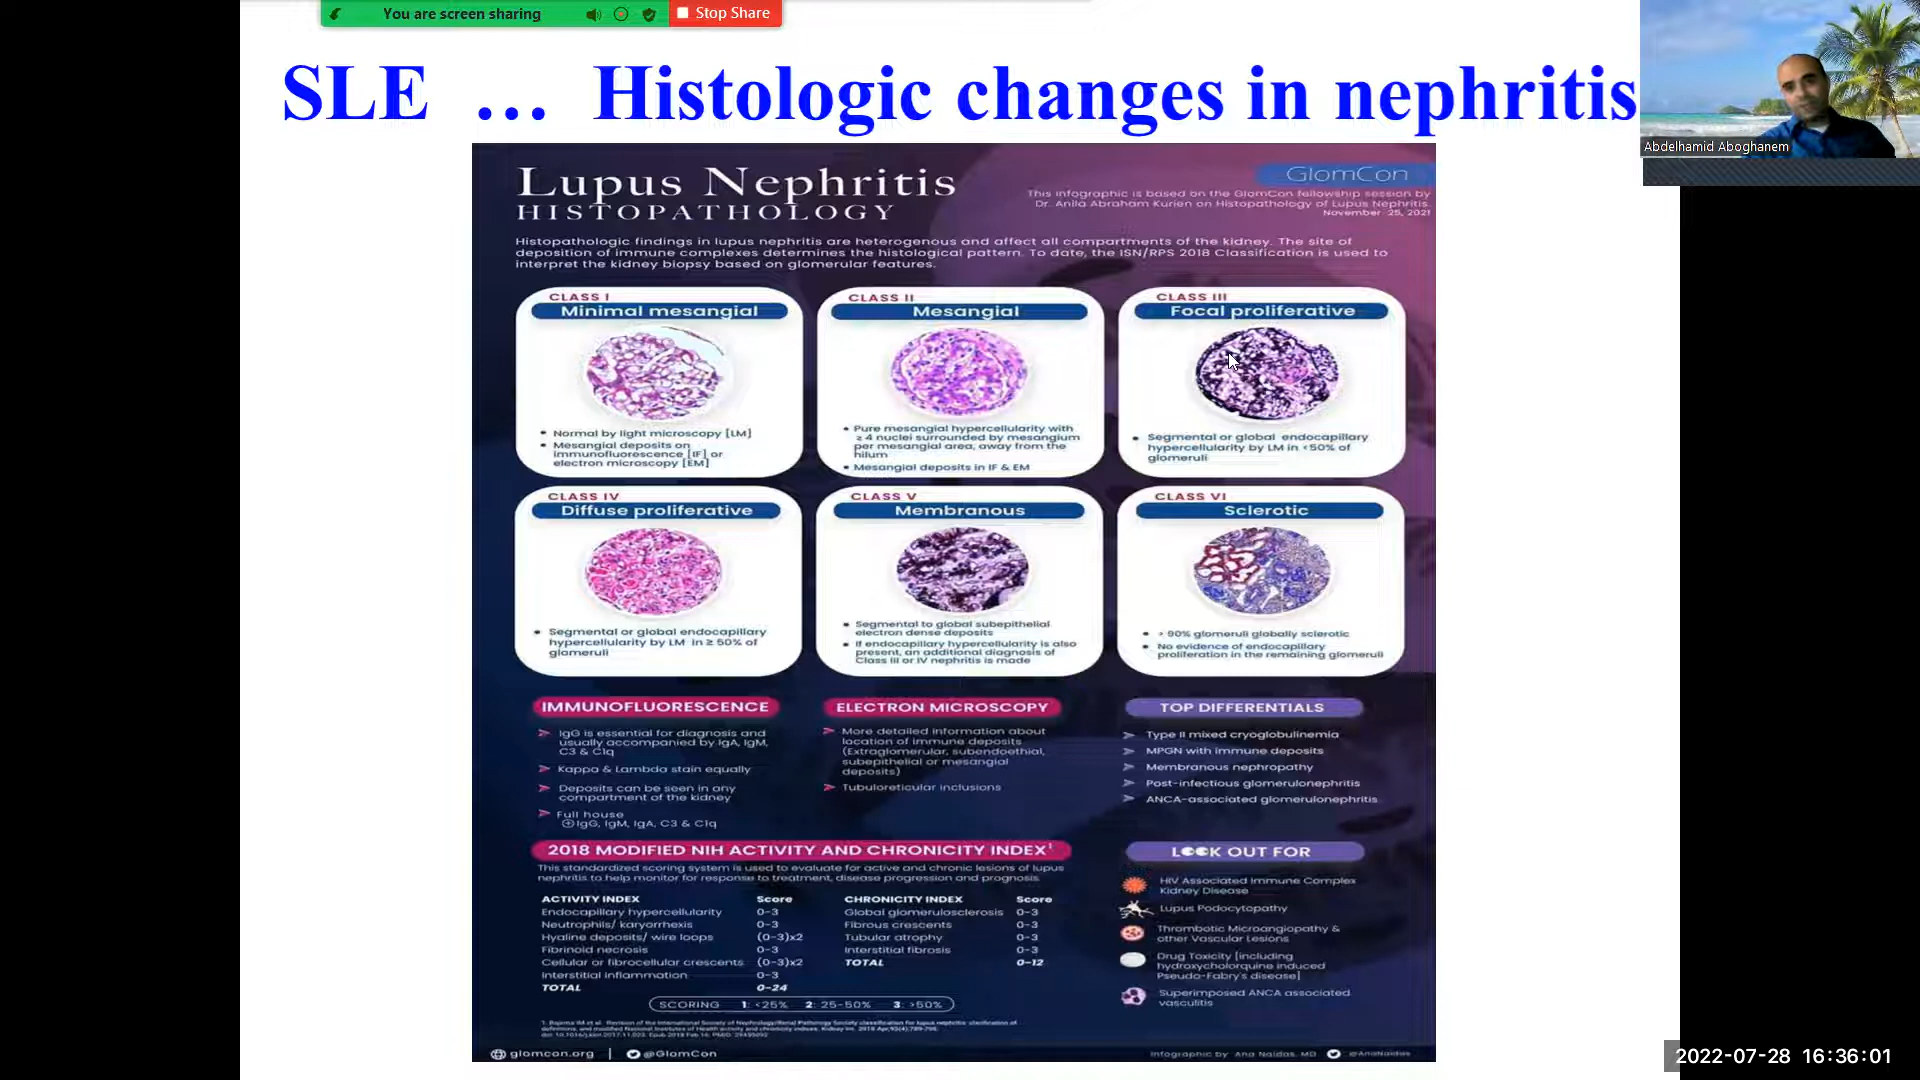 You are screen sharing
Stop Share
SLE … Histologic changes in nephritis
Abdelhamid Aboghanem
Lupus Nephritis
HISTOPATHOLOGY
GlomCon
This infographic is based on the GlomCon fellowship session by
Dr. Anila Abraham Kurien on Histopathology of Lupus Nephritis.
November 25, 2021
Histopathologic findings in lupus nephritis are heterogenous and affect all compartments of the kidney. The site of
deposition of immune complexes determines the histological pattern. To date, the ISN/RPS 2018 Classification is used to
interpret the kidney biopsy based on glomerular features.
CLASS I
Minimal mesangial
• Normal by light microscopy [LM]
• Mesangial deposits on
immunofluorescence [IF] or
electron microscopy [EM]
CLASS II
Mesangial
• Pure mesangial hypercellularity with
≥ 4 nuclei surrounded by mesangium
per mesangial area, away from the
hilum
• Mesangial deposits in IF & EM
CLASS III
Focal proliferative
• Segmental or global endocapillary
hypercellularity by LM in <50% of
glomeruli
CLASS IV
Diffuse proliferative
• Segmental or global endocapillary
hypercellularity by LM in ≥ 50% of
glomeruli
CLASS V
Membranous
• Segmental to global subepithelial
electron dense deposits
• If endocapillary hypercellularity is also
present, an additional diagnosis of
Class III or IV nephritis is made
CLASS VI
Sclerotic
• > 90% glomeruli globally sclerotic
• No evidence of endocapillary
proliferation in the remaining glomeruli
IMMUNOFLUORESCENCE
IgG is essential for diagnosis and
usually accompanied by IgA, IgM,
C3 & C1q
Kappa & Lambda stain equally
Deposits can be seen in any
compartment of the kidney
Full house
⊕IgG, IgM, IgA, C3 & C1q
ELECTRON MICROSCOPY
More detailed information about
location of immune deposits
(Extraglomerular, subendoethial,
subepithelial or mesangial
deposits)
Tubuloreticular inclusions
TOP DIFFERENTIALS
Type II mixed cryoglobulinemia
MPGN with immune deposits
Membranous nephropathy
Post-infectious glomerulonephritis
ANCA-associated glomerulonephritis
2018 MODIFIED NIH ACTIVITY AND CHRONICITY INDEX¹
This standardized scoring system is used to evaluate for active and chronic lesions of lupus
nephritis to help monitor for response to treatment, disease progression and prognosis.
ACTIVITY INDEX Score
Endocapillary hypercellularity 0-3
Neutrophils/ karyorrhexis 0-3
Hyaline deposits/ wire loops (0-3)x2
Fibrinoid necrosis 0-3
Cellular or fibrocellular crescents (0-3)x2
Interstitial inflammation 0-3
TOTAL 0-24
CHRONICITY INDEX Score
Global glomerulosclerosis 0-3
Fibrous crescents 0-3
Tubular atrophy 0-3
Interstitial fibrosis 0-3
TOTAL 0-12
SCORING 1: <25% 2: 25-50% 3: >50%
LOOK OUT FOR
HIV Associated Immune Complex
Kidney Disease
Lupus Podocytopathy
Thrombotic Microangiopathy &
other Vascular Lesions
Drug Toxicity [including
hydroxycholorquine induced
Pseudo-Fabry's disease]
Superimposed ANCA associated
vasculitis
glomcon.org | @GlomCon
Infographic by Ana Naidas, MD @AnaNaidas
2022-07-28 16:36:01